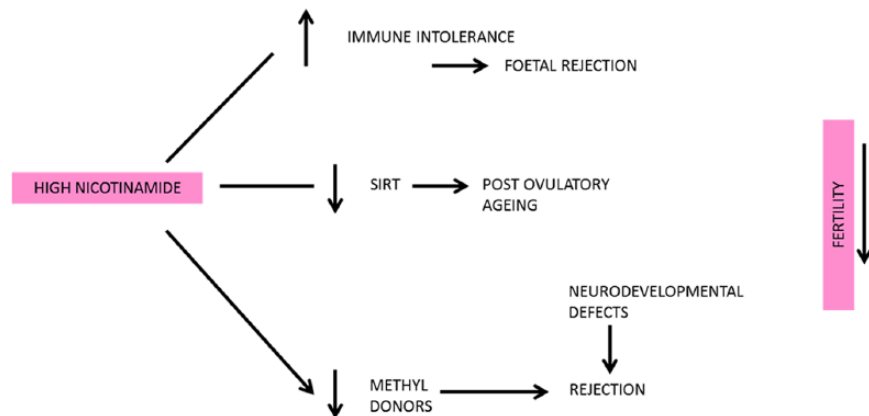 IMMUNE INTOLERANCE
FOETAL REJECTION
HIGH NICOTINAMIDE
SIRT
POST OVULATORY
AGEING
FERTILITY
NEURODEVELOPMENTAL
DEFECTS
METHYL
DONORS
REJECTION